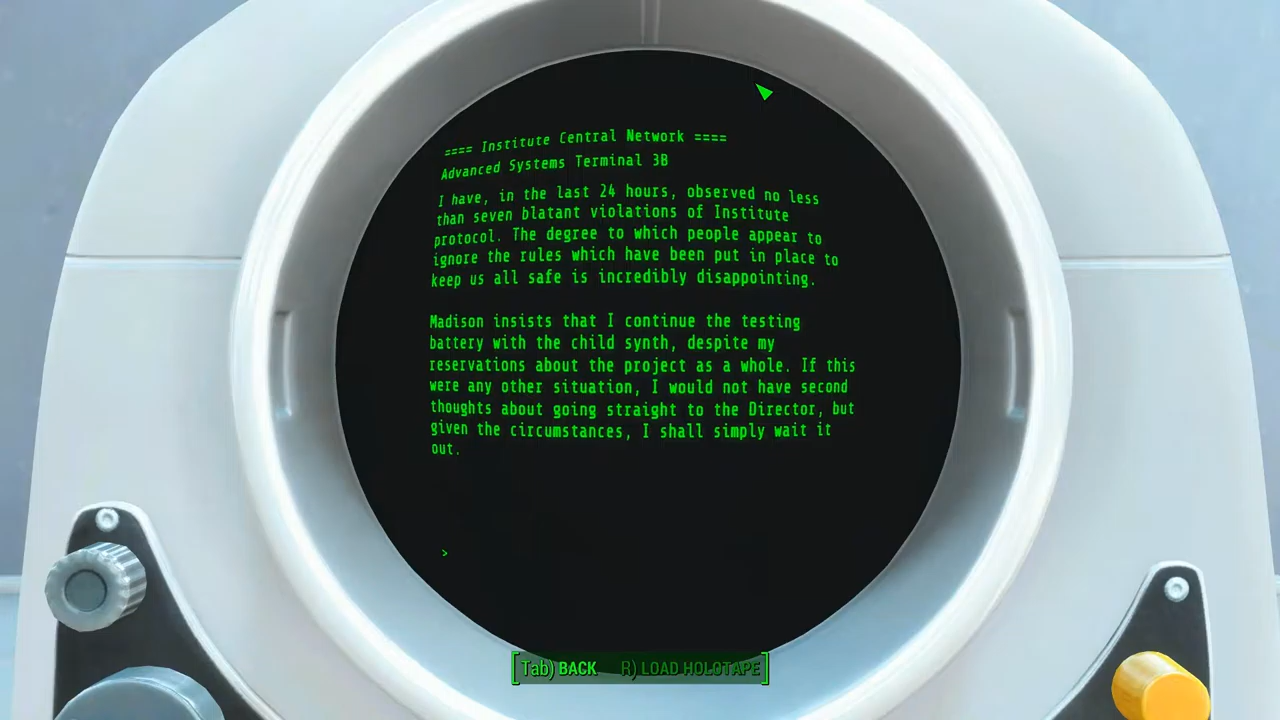 ==== Institute Central Network ====
Advanced Systems Terminal 3B
I have, in the last 24 hours, observed no less
than seven blatant violations of Institute
protocol. The degree to which people appear to
ignore the rules which have been put in place to
keep us all safe is incredibly disappointing.
Madison insists that I continue the testing
battery with the child synth, despite my
reservations about the project as a whole. If this
were any other situation, I would not have second
thoughts about going straight to the Director, but
given the circumstances, I shall simply wait it
out.
>
Tab) BACK R) LOAD HOLOTAPE